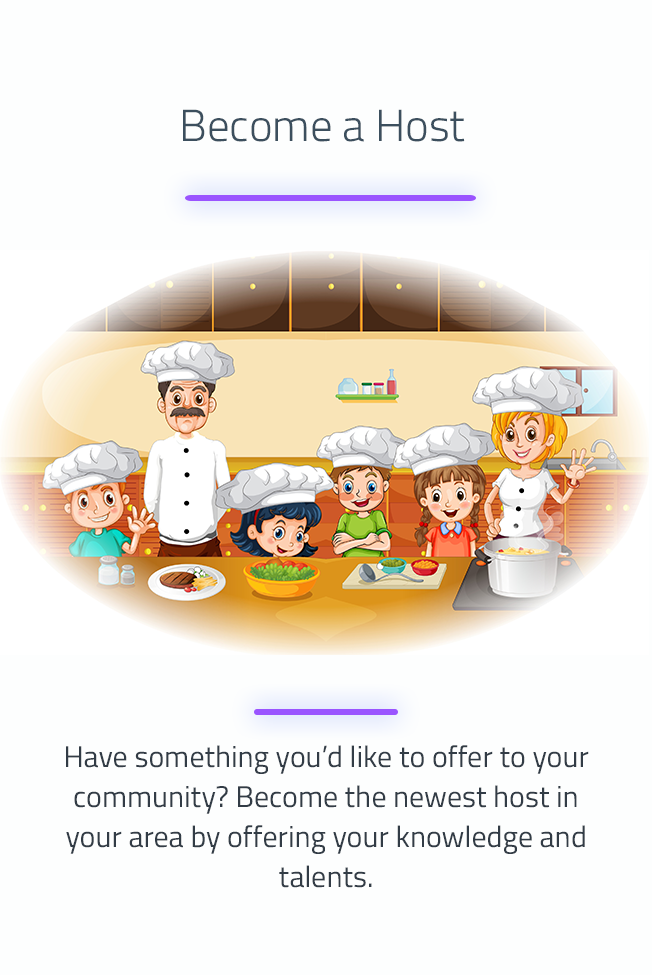 Become a Host
Have something you’d like to offer to your
community? Become the newest host in
your area by offering your knowledge and
talents.